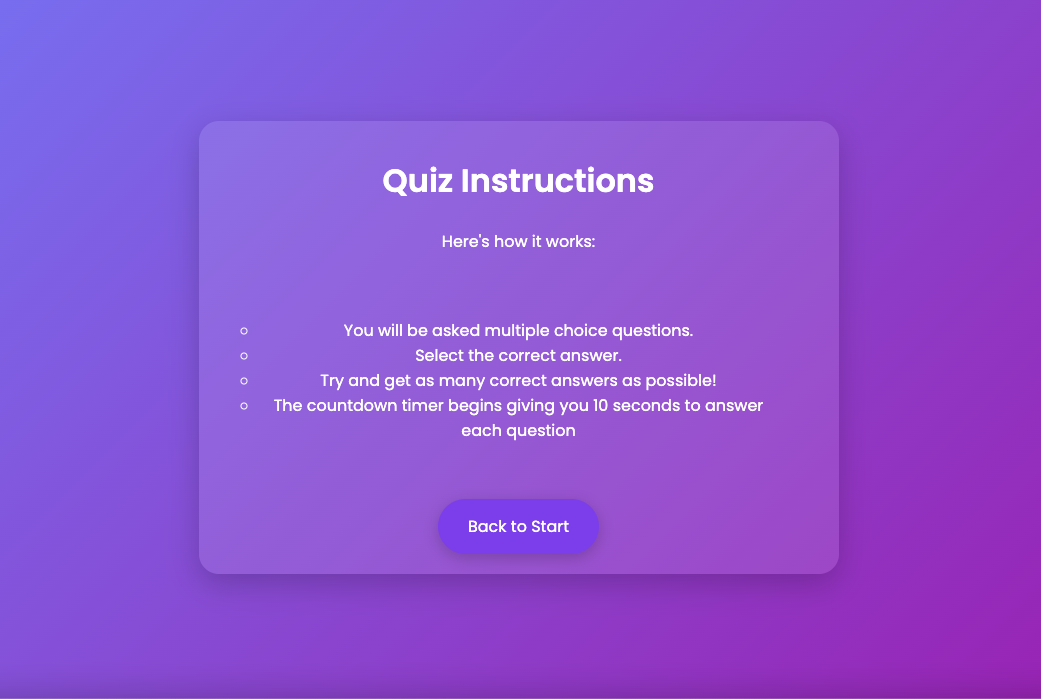 Quiz Instructions
Here's how it works:
You will be asked multiple choice questions.
Select the correct answer.
Try and get as many correct answers as possible!
The countdown timer begins giving you 10 seconds to answer
each question
Back to Start